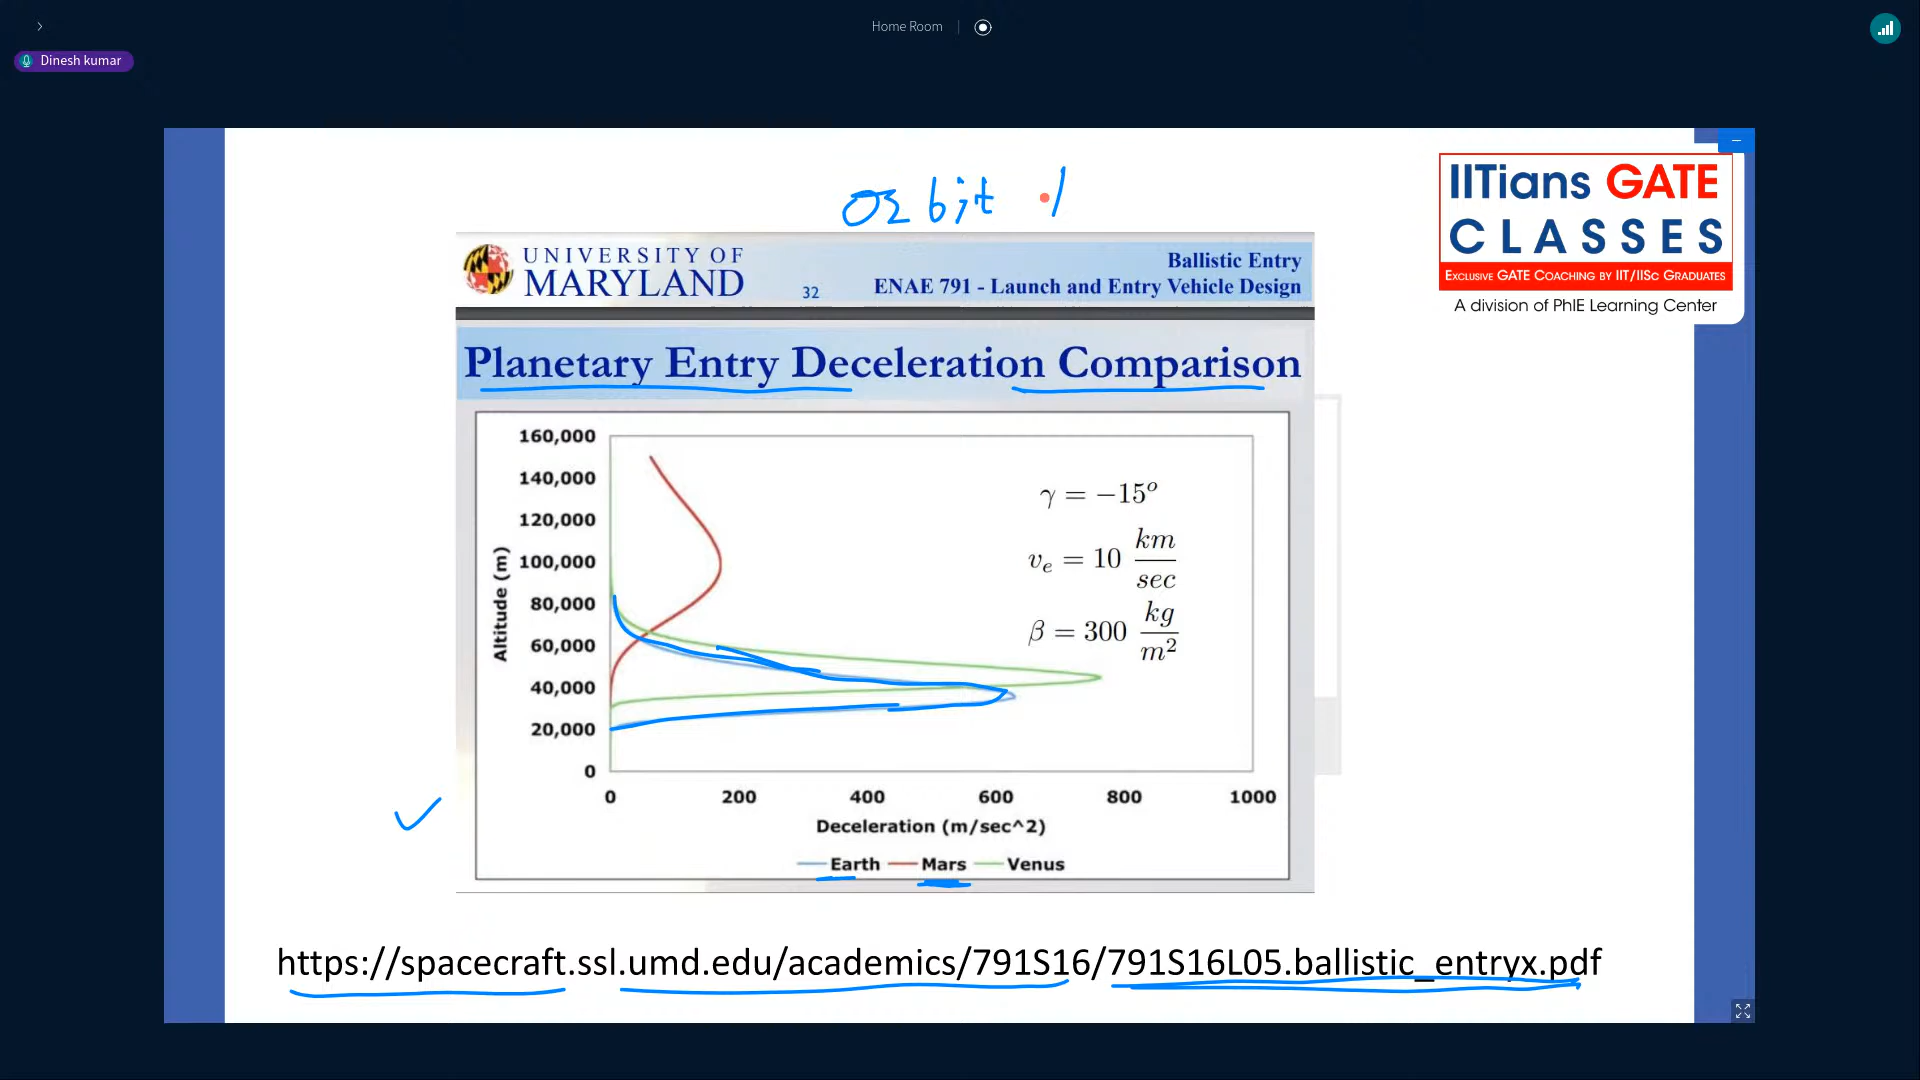 Home Room
Dinesh kumar
orbit
IITians GATE
CLASSES
EXCLUSIVE GATE COACHING BY IIT/IISC GRADUATES
A division of PhIE Learning Center
UNIVERSITY OF
MARYLAND
32
Ballistic Entry
ENAE 791 - Launch and Entry Vehicle Design
Planetary Entry Deceleration Comparison
160,000
140,000
120,000
100,000
80,000
60,000
40,000
20,000
0
Altitude (m)
γ = −15°
v_e = 10 km/sec
β = 300 kg/m²
0 200 400 600 800 1000
Deceleration (m/sec^2)
Earth Mars Venus
https://spacecraft.ssl.umd.edu/academics/791S16/791S16L05.ballistic_entryx.pdf